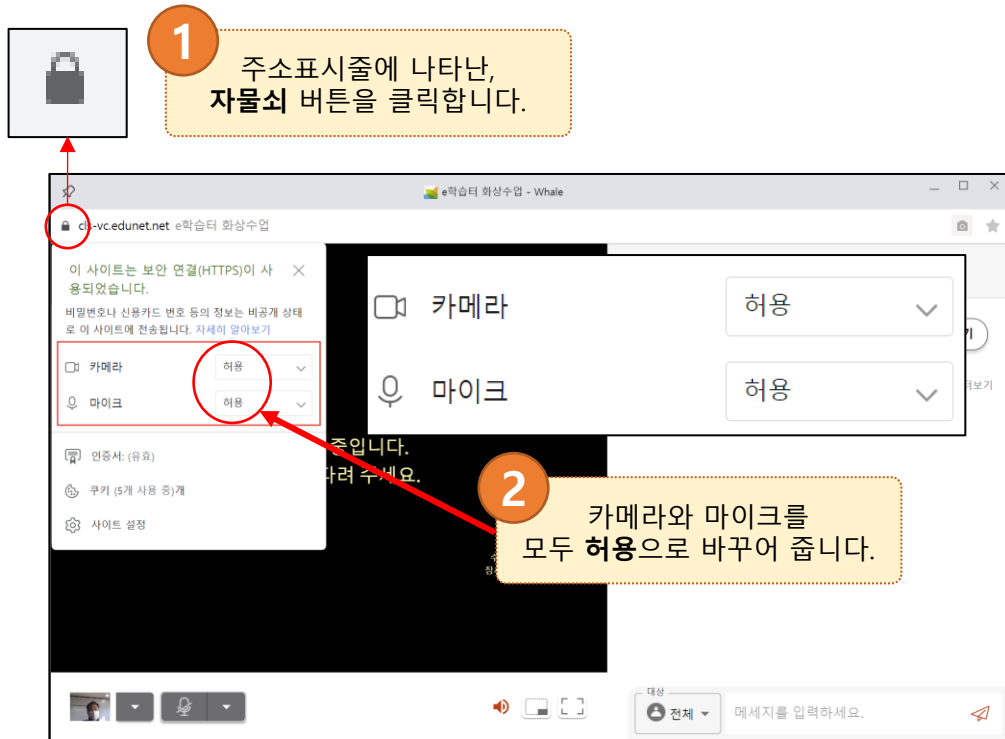 1
주소표시줄에 나타난,
자물쇠 버튼을 클릭합니다.
e학습터 화상수업 - Whale
cls-vc.edunet.net e학습터 화상수업
이 사이트는 보안 연결(HTTPS)이 사
용되었습니다.
비밀번호나 신용카드 번호 등의 정보는 비공개 상태
로 이 사이트에 전송됩니다. 자세히 알아보기
카메라 허용
마이크 허용
인증서: (유효)
쿠키 (5개 사용 중)개
사이트 설정
카메라 허용
마이크 허용
기
더보기
중입니다.
다려 주세요.
2
카메라와 마이크를
모두 허용으로 바꾸어 줍니다.
대상
전체
메세지를 입력하세요.